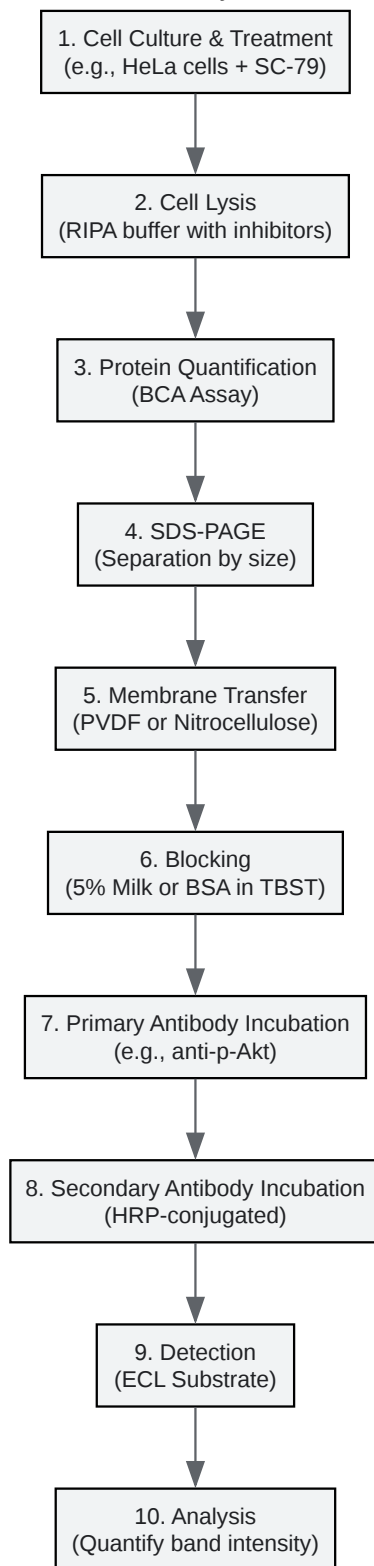 1. Cell Culture & Treatment
(e.g., HeLa cells + SC-79)
2. Cell Lysis
(RIPA buffer with inhibitors)
3. Protein Quantification
(BCA Assay)
4. SDS-PAGE
(Separation by size)
5. Membrane Transfer
(PVDF or Nitrocellulose)
6. Blocking
(5% Milk or BSA in TBST)
7. Primary Antibody Incubation
(e.g., anti-p-Akt)
8. Secondary Antibody Incubation
(HRP-conjugated)
9. Detection
(ECL Substrate)
10. Analysis
(Quantify band intensity)